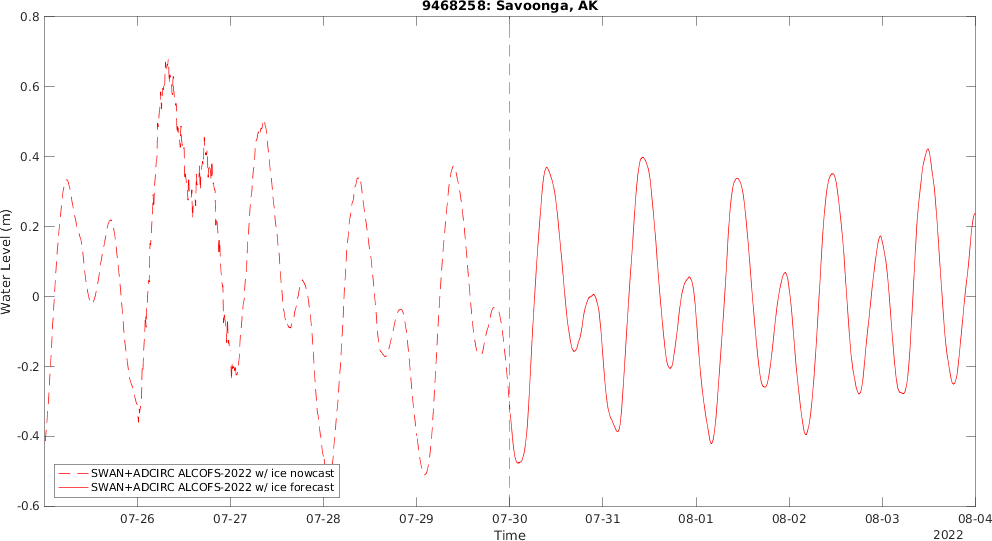 9468258: Savoonga, AK
Water Level (m)
0.8
0.6
0.4
0.2
0
-0.2
-0.4
-0.6
SWAN+ADCIRC ALCOFS-2022 w/ ice nowcast
SWAN+ADCIRC ALCOFS-2022 w/ ice forecast
07-26 07-27 07-28 07-29 07-30 07-31 08-01 08-02 08-03 08-04
Time
2022